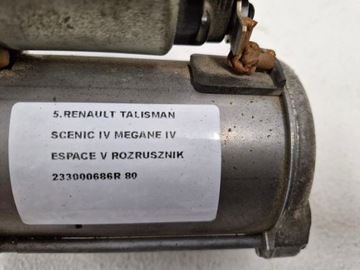 5.RENAULT TALISMAN
SCENIC IV MEGANE IV
ESPACE V ROZRUSZNIK
233000686R 80